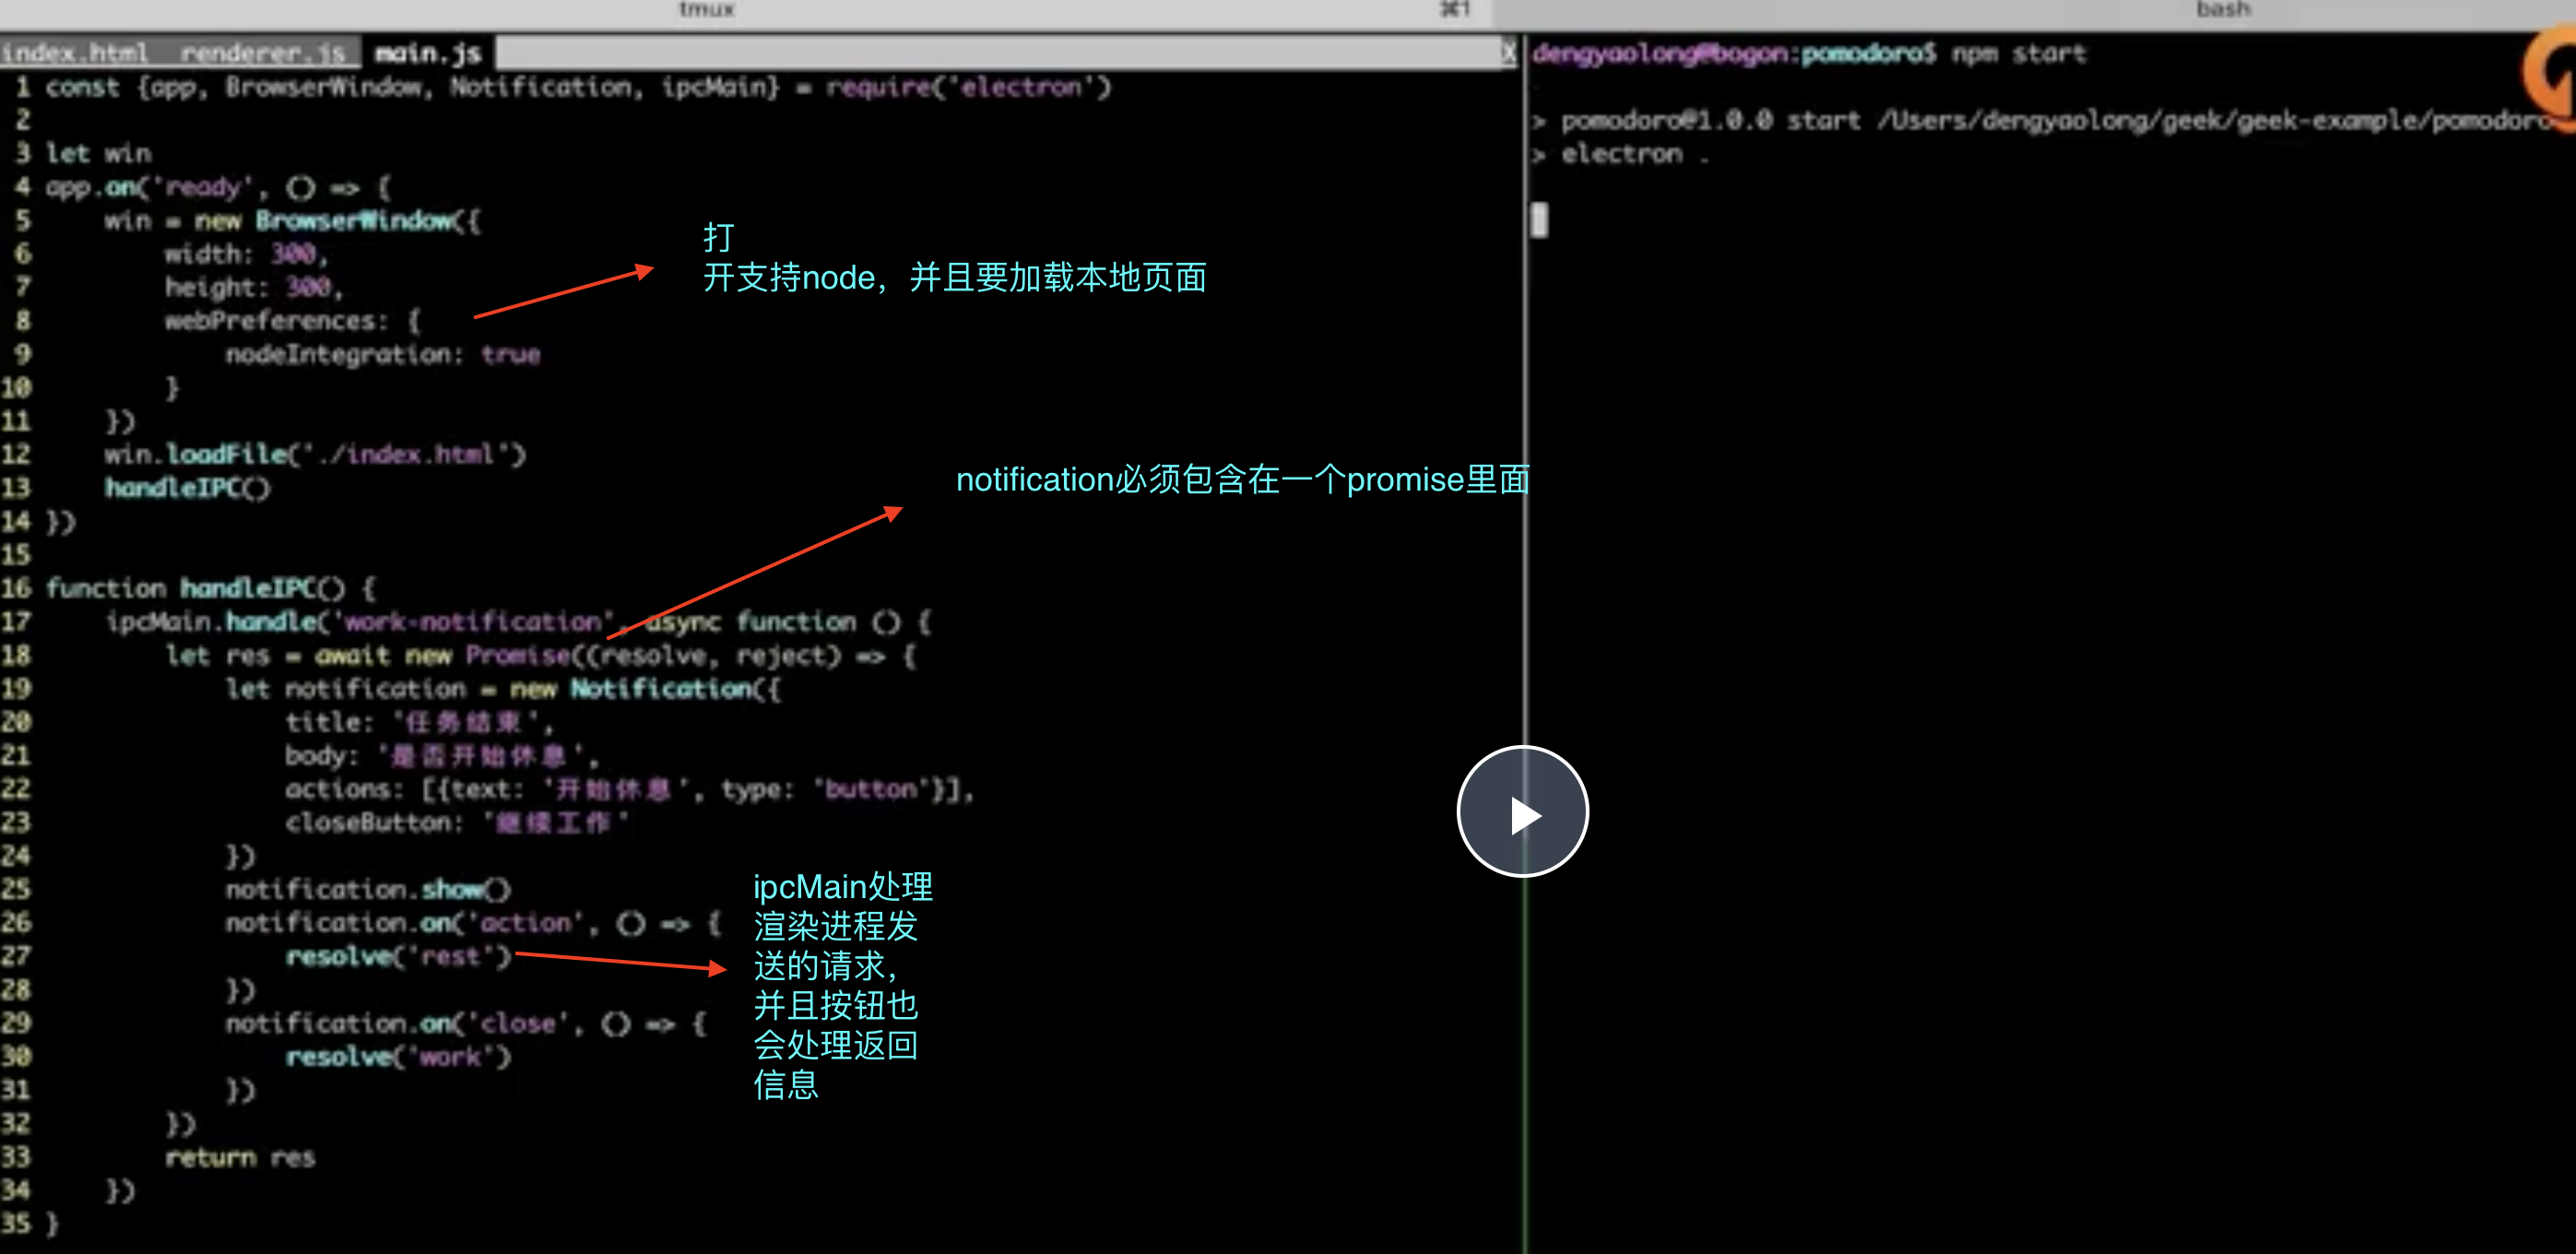 tmux
⌘1
bash
index.html renderer.js main.js
X
1 const {app, BrowserWindow, Notification, ipcMain} = require('electron')
2
3 let win
4 app.on('ready', () => {
5 win = new BrowserWindow({
6 width: 300,
7 height: 300,
8 webPreferences: {
9 nodeIntegration: true
10 }
11 })
12 win.loadFile('./index.html')
13 handleIPC()
14 })
15
16 function handleIPC() {
17 ipcMain.handle('work-notification', async function () {
18 let res = await new Promise((resolve, reject) => {
19 let notification = new Notification({
20 title: '任务结束',
21 body: '是否开始休息',
22 actions: [{text: '开始休息', type: 'button'}],
23 closeButton: '继续工作'
24 })
25 notification.show()
26 notification.on('action', () => {
27 resolve('rest')
28 })
29 notification.on('close', () => {
30 resolve('work')
31 })
32 })
33 return res
34 })
35 }
打
开支持node，并且要加载本地页面
notification必须包含在一个promise里面
ipcMain处理
渲染进程发
送的请求，
并且按钮也
会处理返回
信息
dengyaolong@bogon:pomodoro$ npm start
> pomodoro@1.0.0 start /Users/dengyaolong/geek/geek-example/pomodoro
> electron .